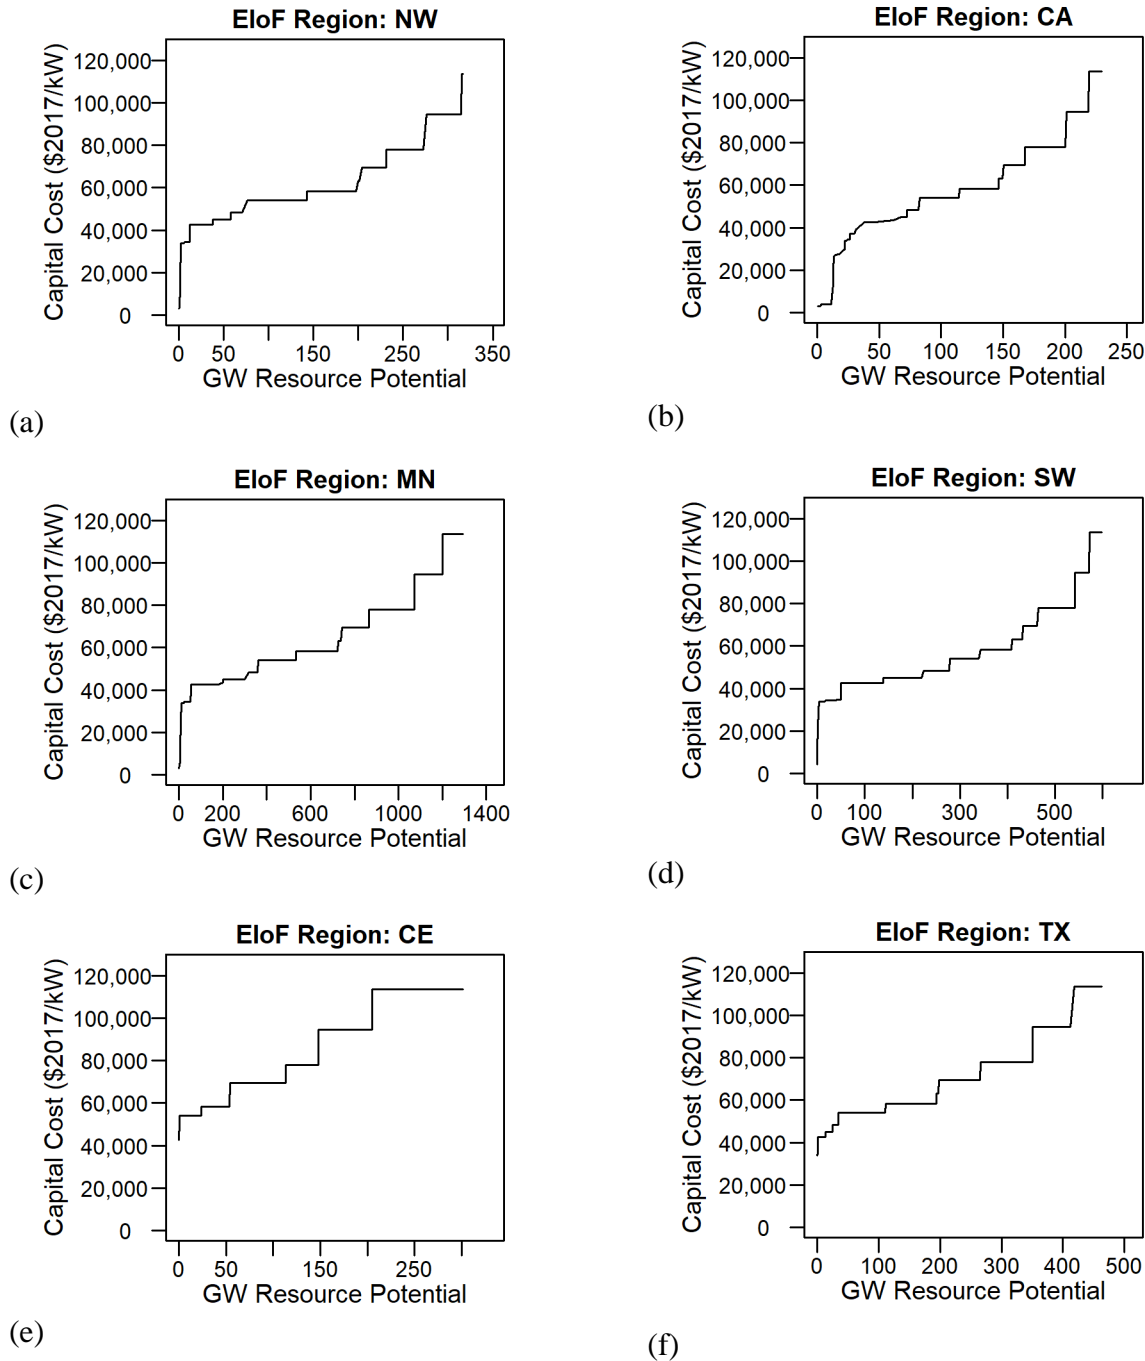 EIoF Region: NW
120,000
100,000
80,000
60,000
40,000
20,000
0
Capital Cost ($2017/kW)
0 50 150 250 350
GW Resource Potential
(a)
EIoF Region: CA
120,000
100,000
80,000
60,000
40,000
20,000
0
Capital Cost ($2017/kW)
0 50 100 150 200 250
GW Resource Potential
(b)
EIoF Region: MN
120,000
100,000
80,000
60,000
40,000
20,000
0
Capital Cost ($2017/kW)
0 200 600 1000 1400
GW Resource Potential
(c)
EIoF Region: SW
120,000
100,000
80,000
60,000
40,000
20,000
0
Capital Cost ($2017/kW)
0 100 300 500
GW Resource Potential
(d)
EIoF Region: CE
120,000
100,000
80,000
60,000
40,000
20,000
0
Capital Cost ($2017/kW)
0 50 150 250
GW Resource Potential
(e)
EIoF Region: TX
120,000
100,000
80,000
60,000
40,000
20,000
0
Capital Cost ($2017/kW)
0 100 200 300 400 500
GW Resource Potential
(f)